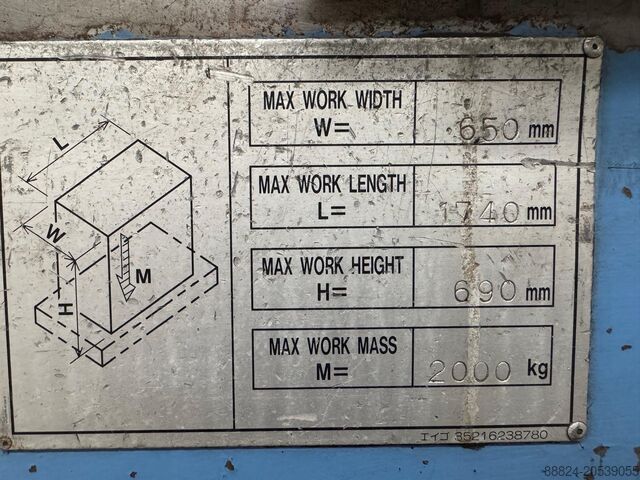 MAX WORK WIDTH
W= 650 mm
MAX WORK LENGTH
L= 1740 mm
MAX WORK HEIGHT
H= 690 mm
MAX WORK MASS
M= 2000 kg
L
W
H
M
エイゴ 35216238780
88824-20539055